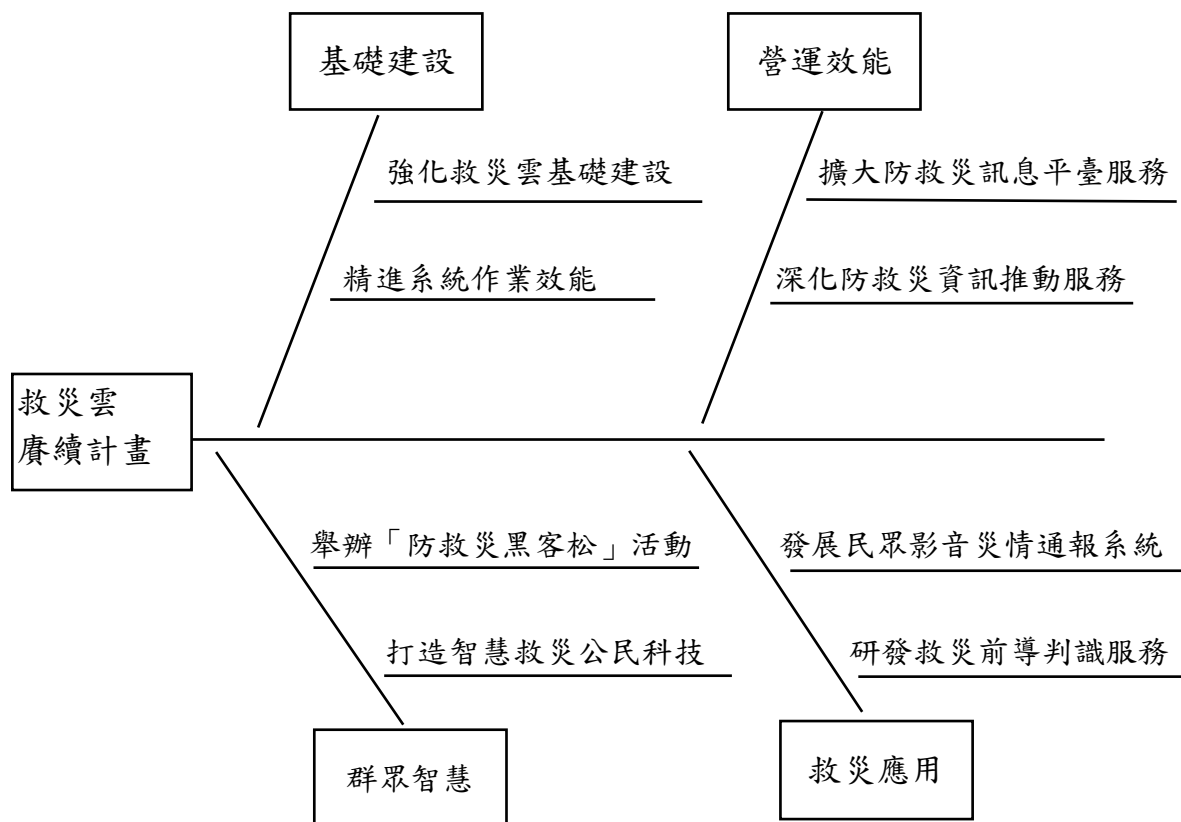 基礎建設
營運效能
強化救災雲基礎建設
擴大防救災訊息平臺服務
精進系統作業效能
深化防救災資訊推動服務
救災雲
賡續計畫
舉辦「防救災黑客松」活動
發展民眾影音災情通報系統
打造智慧救災公民科技
研發救災前導判識服務
群眾智慧
救災應用